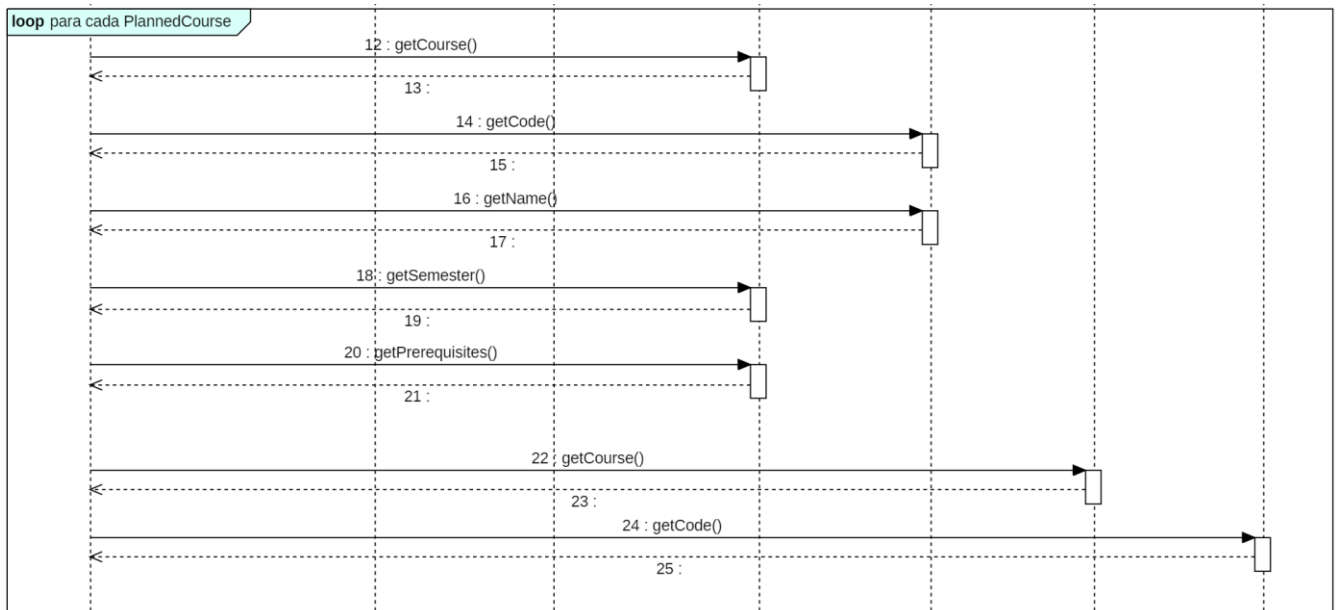 loop para cada PlannedCourse
12 : getCourse()
13 :
14 : getCode()
15 :
16 : getName()
17 :
18 : getSemester()
19 :
20 : getPrerequisites()
21 :
22 : getCourse()
23 :
24 : getCode()
25 :